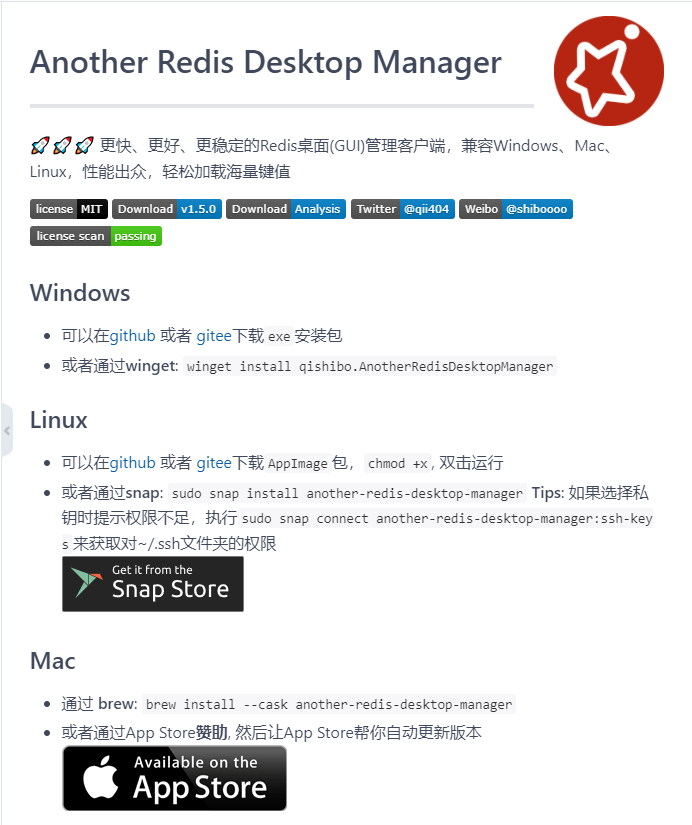 Another Redis Desktop Manager
🚀🚀🚀 更快、更好、更稳定的Redis桌面(GUI)管理客户端，兼容Windows、Mac、
Linux，性能出众，轻松加载海量键值
license MIT Download v1.5.0 Download Analysis Twitter @qii404 Weibo @shiboooo
license scan passing
Windows
• 可以在github 或者 gitee下载 exe 安装包
• 或者通过winget: winget install qishibo.AnotherRedisDesktopManager
Linux
• 可以在github 或者 gitee下载 AppImage 包， chmod +x , 双击运行
• 或者通过snap: sudo snap install another-redis-desktop-manager Tips: 如果选择私
钥时提示权限不足，执行 sudo snap connect another-redis-desktop-manager:ssh-key
s 来获取对~/.ssh文件夹的权限
Get it from the
Snap Store
Mac
• 通过 brew: brew install --cask another-redis-desktop-manager
• 或者通过App Store赞助, 然后让App Store帮你自动更新版本
Available on the
App Store